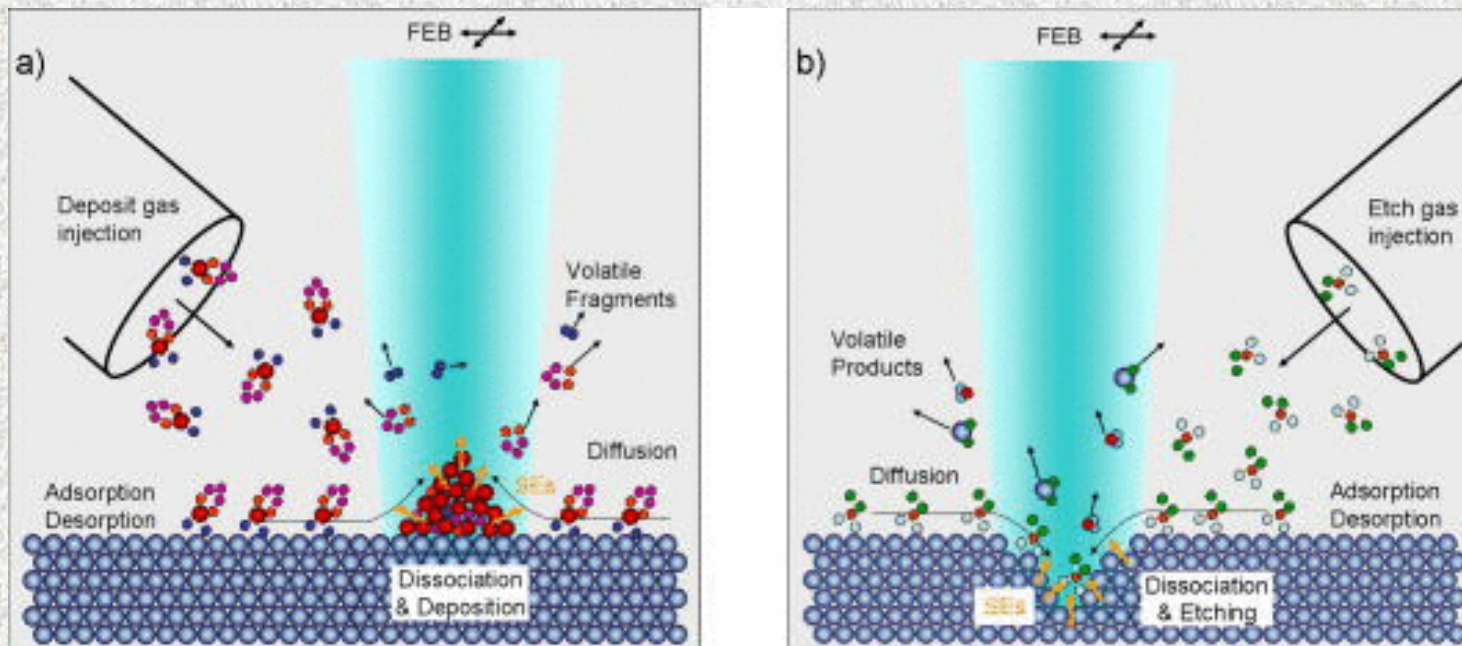 a)
FEB
Deposit gas
injection
Volatile
Fragments
Diffusion
SEs
Adsorption
Desorption
Dissociation
& Deposition
b)
FEB
Etch gas
injection
Volatile
Products
Diffusion
Adsorption
Desorption
SEs
Dissociation
& Etching